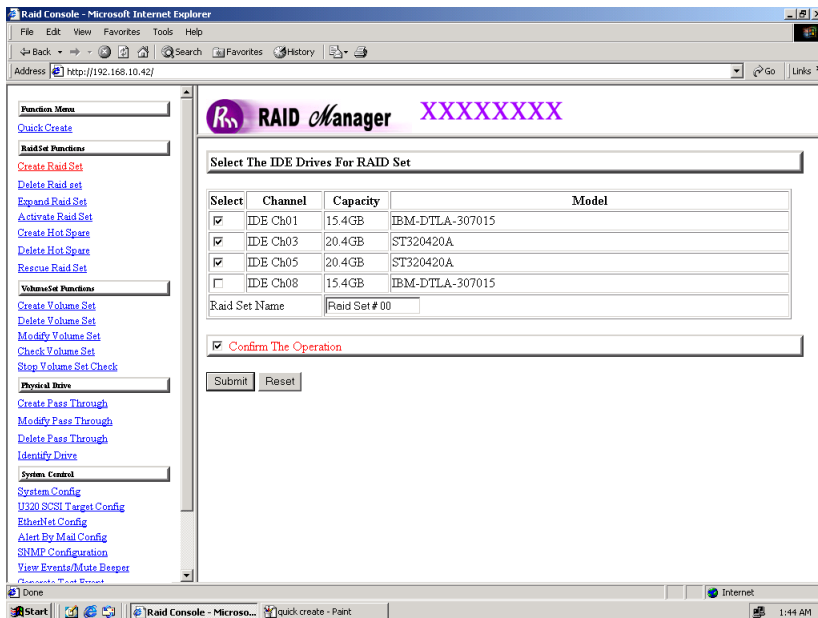 Raid Console - Microsoft Internet Explorer
File Edit View Favorites Tools Help
Back Search Favorites History
Address http://192.168.10.42/ Go Links
Function Menu
Quick Create
RaidSet Functions
Create Raid Set
Delete Raid set
Expand Raid Set
Activate Raid Set
Create Hot Spare
Delete Hot Spare
Rescue Raid Set
VolumeSet Functions
Create Volume Set
Delete Volume Set
Modify Volume Set
Check Volume Set
Stop Volume Set Check
Physical Drive
Create Pass Through
Modify Pass Through
Delete Pass Through
Identify Drive
System Control
System Config
U320 SCSI Target Config
EtherNet Config
Alert By Mail Config
SNMP Configuration
View Events/Mute Beeper
Generate Test Event
RAID Manager XXXXXXXX
Select The IDE Drives For RAID Set
Select Channel Capacity Model
IDE Ch01 15.4GB IBM-DTLA-307015
IDE Ch03 20.4GB ST320420A
IDE Ch05 20.4GB ST320420A
IDE Ch08 15.4GB IBM-DTLA-307015
Raid Set Name Raid Set # 00
Confirm The Operation
Submit Reset
Done Internet
Start Raid Console - Microso... quick create - Paint 1:44 AM